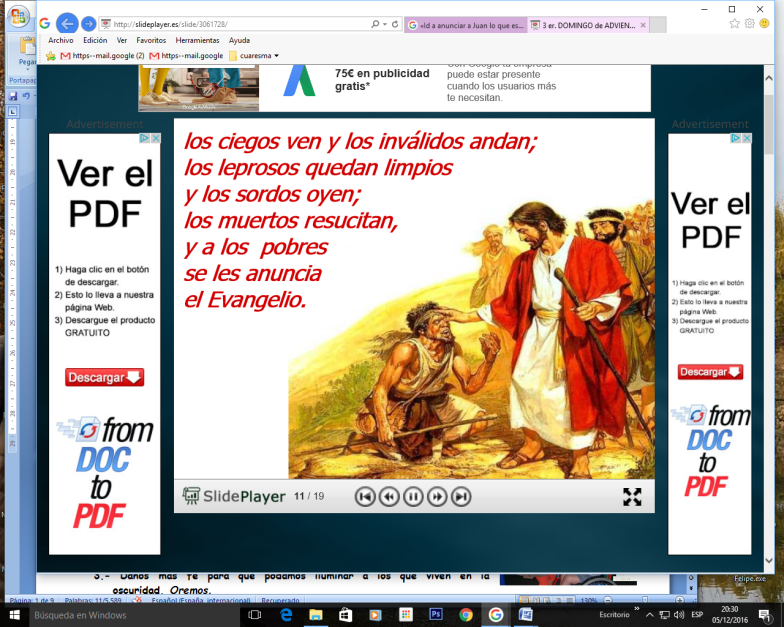 http://slideplayer.es/slide/3061728/
«Id a anunciar a Juan lo que es...
3 er. DOMINGO de ADVIEN...
Archivo Edición Ver Favoritos Herramientas Ayuda
https--mail.google (2) https--mail.google cuaresma
Pegar
Portapap
75€ en publicidad
gratis*
Con Google tu empresa
puede estar presente
cuando los usuarios más
te necesitan.
Advertisement
Ver el
PDF
1) Haga clic en el botón
de descargar.
2) Esto lo lleva a nuestra
página Web.
3) Descargue el producto
GRATUITO
Descargar
from
DOC
to
PDF
los ciegos ven y los inválidos andan;
los leprosos quedan limpios
y los sordos oyen;
los muertos resucitan,
y a los pobres
se les anuncia
el Evangelio.
SlidePlayer 11 / 19
Advertisement
Ver el
PDF
1) Haga clic en el botón
de descargar.
2) Esto lo lleva a nuestra
página Web.
3) Descargue el producto
GRATUITO
Descargar
from
DOC
to
PDF
3.- Danos más fe para que podamos iluminar a los que viven en la
oscuridad. Oremos.
Felipe.exe
Página: 1 de 9 Palabras: 11/5.589 Español (España, internacional) Recuperado 130%
Búsqueda en Windows
Escritorio
ESP
20:30
05/12/2016